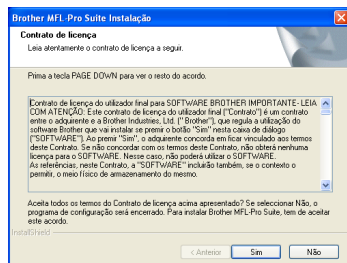 Brother MFL-Pro Suite Instalação
Contrato de licença
Leia atentamente o contrato de licença a seguir.
Prima a tecla PAGE DOWN para ver o resto do acordo.
Contrato de licença do utilizador final para SOFTWARE BROTHER IMPORTANTE- LEIA
COM ATENÇÃO: Este contrato de licença do utilizador final ("Contrato") é um contrato
entre o adquirente e a Brother Industries, Ltd. (" Brother"), que regula a utilização do
software Brother que vai instalar se premir o botão "Sim" nesta caixa de diálogo
("SOFTWARE") Ao premir "Sim", o adquirente concorda em ficar vinculado aos termos
deste Contrato. Se não concordar com os termos deste Contrato, não obterá nenhuma
licença para o SOFTWARE. Nesse caso, não poderá utilizar o SOFTWARE.
As referências, neste Contrato, a "SOFTWARE" incluirão também, se o contexto o
permitir, o meio físico de armazenamento do mesmo.
Aceita todos os termos do Contrato de licença acima apresentado? Se seleccionar Não, o
programa de configuração será encerrado. Para instalar Brother MFL-Pro Suite, tem de aceitar
este acordo.
InstallShield
< Anterior
Sim
Não